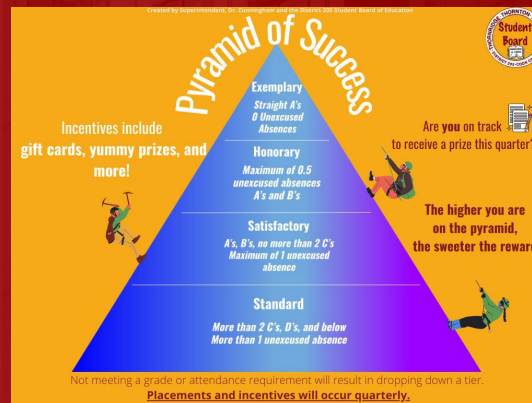 Created by Superintendent, Dr. Cunningham and the District 205 Student Board of Education
Pyramid of Success
THORNRIDGE THORNTON
Student
Board
Exemplary
Straight A's
0 Unexcused
Absences
Honorary
Maximum of 0.5
unexcused absences
A's and B's
Satisfactory
A's, B's, no more than 2 C's
Maximum of 1 unexcused
absence
Standard
More than 2 C's, D's, and below
More than 1 unexcused absence
Incentives include
gift cards, yummy prizes, and
more!
Are you on track
to receive a prize this quarter?
The higher you are
on the pyramid,
the sweeter the reward
Not meeting a grade or attendance requirement will result in dropping down a tier.
Placements and incentives will occur quarterly.